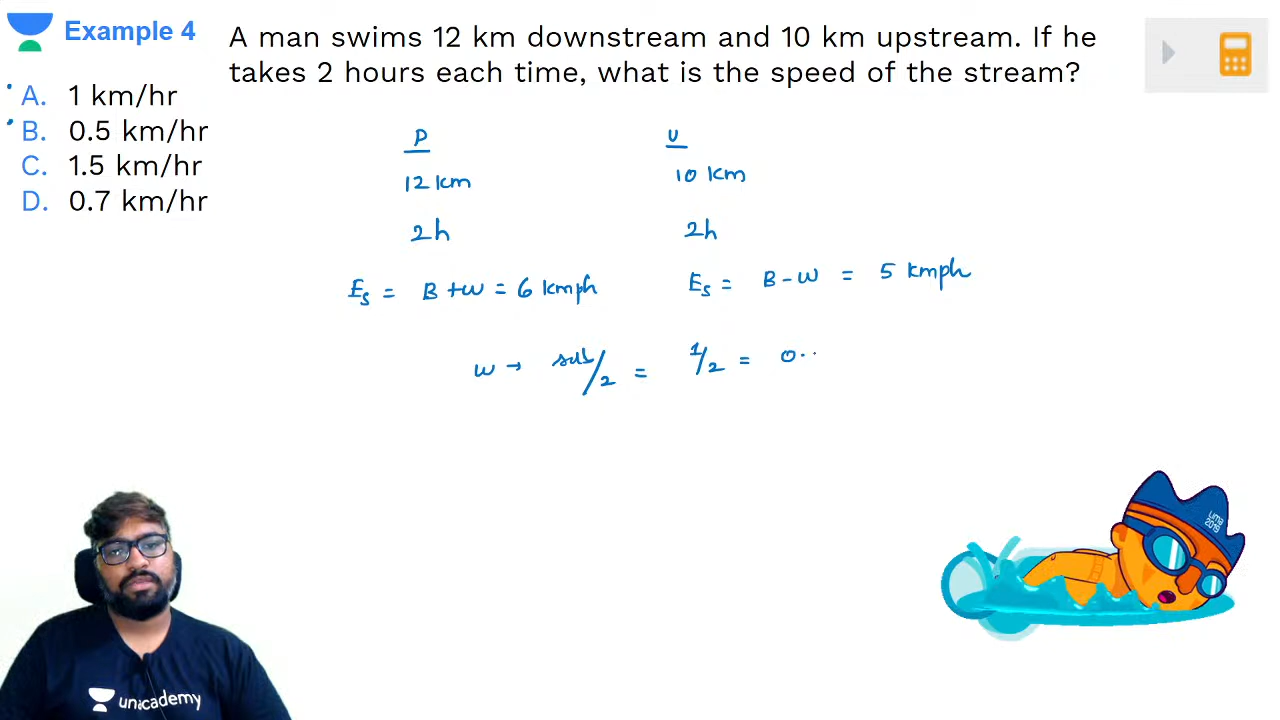 Example 4
A man swims 12 km downstream and 10 km upstream. If he
takes 2 hours each time, what is the speed of the stream?
A. 1 km/hr
B. 0.5 km/hr
C. 1.5 km/hr
D. 0.7 km/hr
D U
12 km 10 km
2h 2h
Es = B+w = 6 kmph Es = B-w = 5 kmph
w → sub/2 = 1/2 = 0.
uma
2015
unacademy